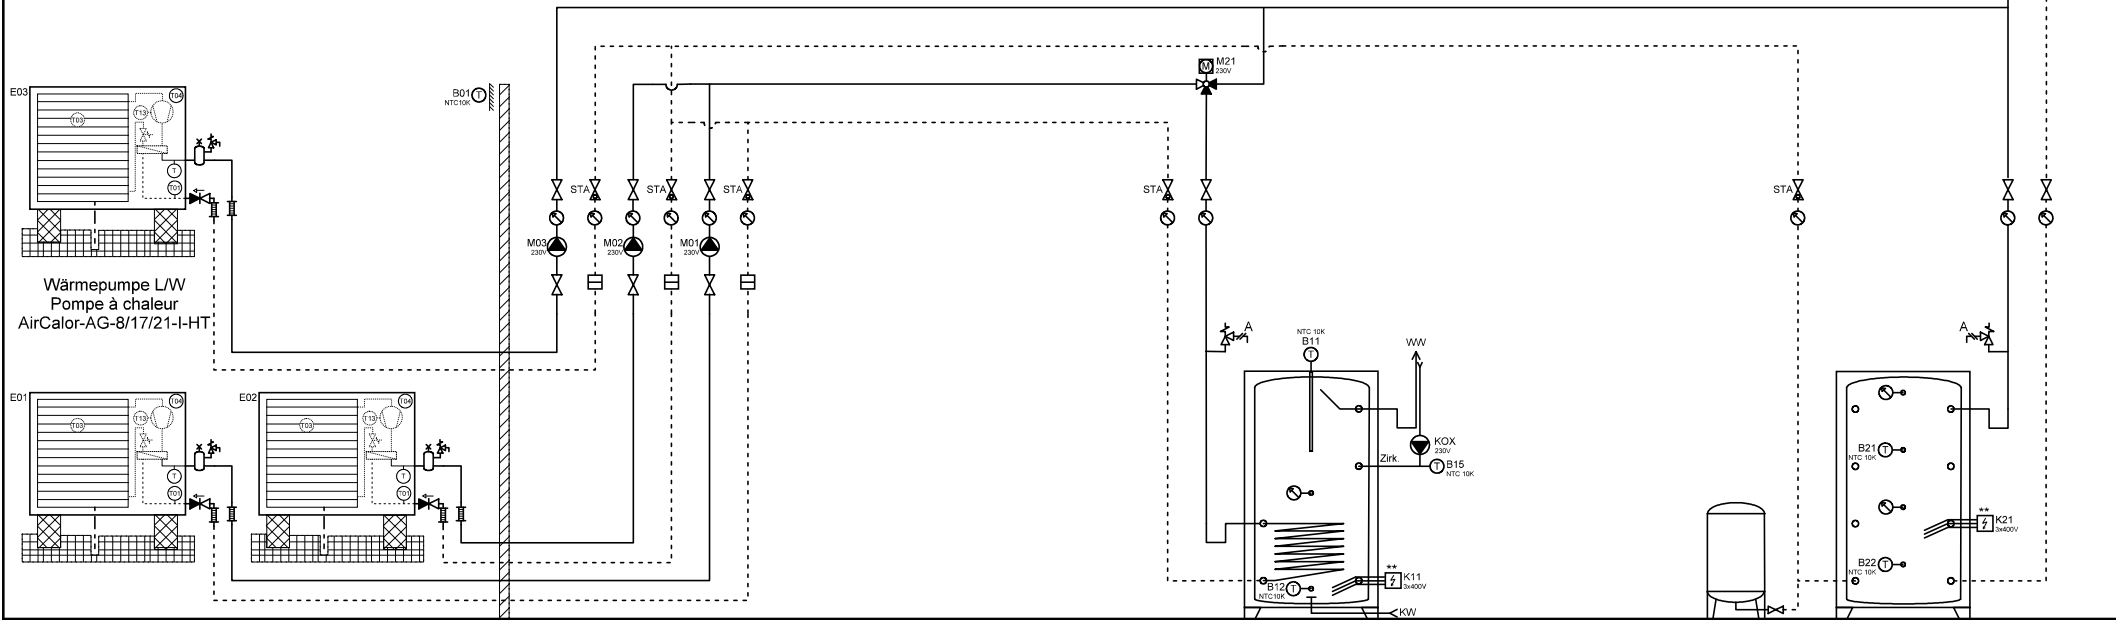 M21
230V
E03
T04
T13
T03
T
T01
B01
T
NTC10K
M
STA
STA
STA
STA
STA
M03
230V
M02
230V
M01
230V
Wärmepumpe L/W
Pompe à chaleur
AirCalor-AG-8/17/21-I-HT
A
A
NTC 10K
B11
T
WW
E01
T04
T13
T03
T
T01
E02
T04
T13
T03
T
T01
KOX
230V
Zirk.
T
B15
NTC 10K
B21
T
NTC 10K
**
K21
3x400V
B22
T
NTC 10K
**
K11
3x400V
B12
T
NTC10K
KW